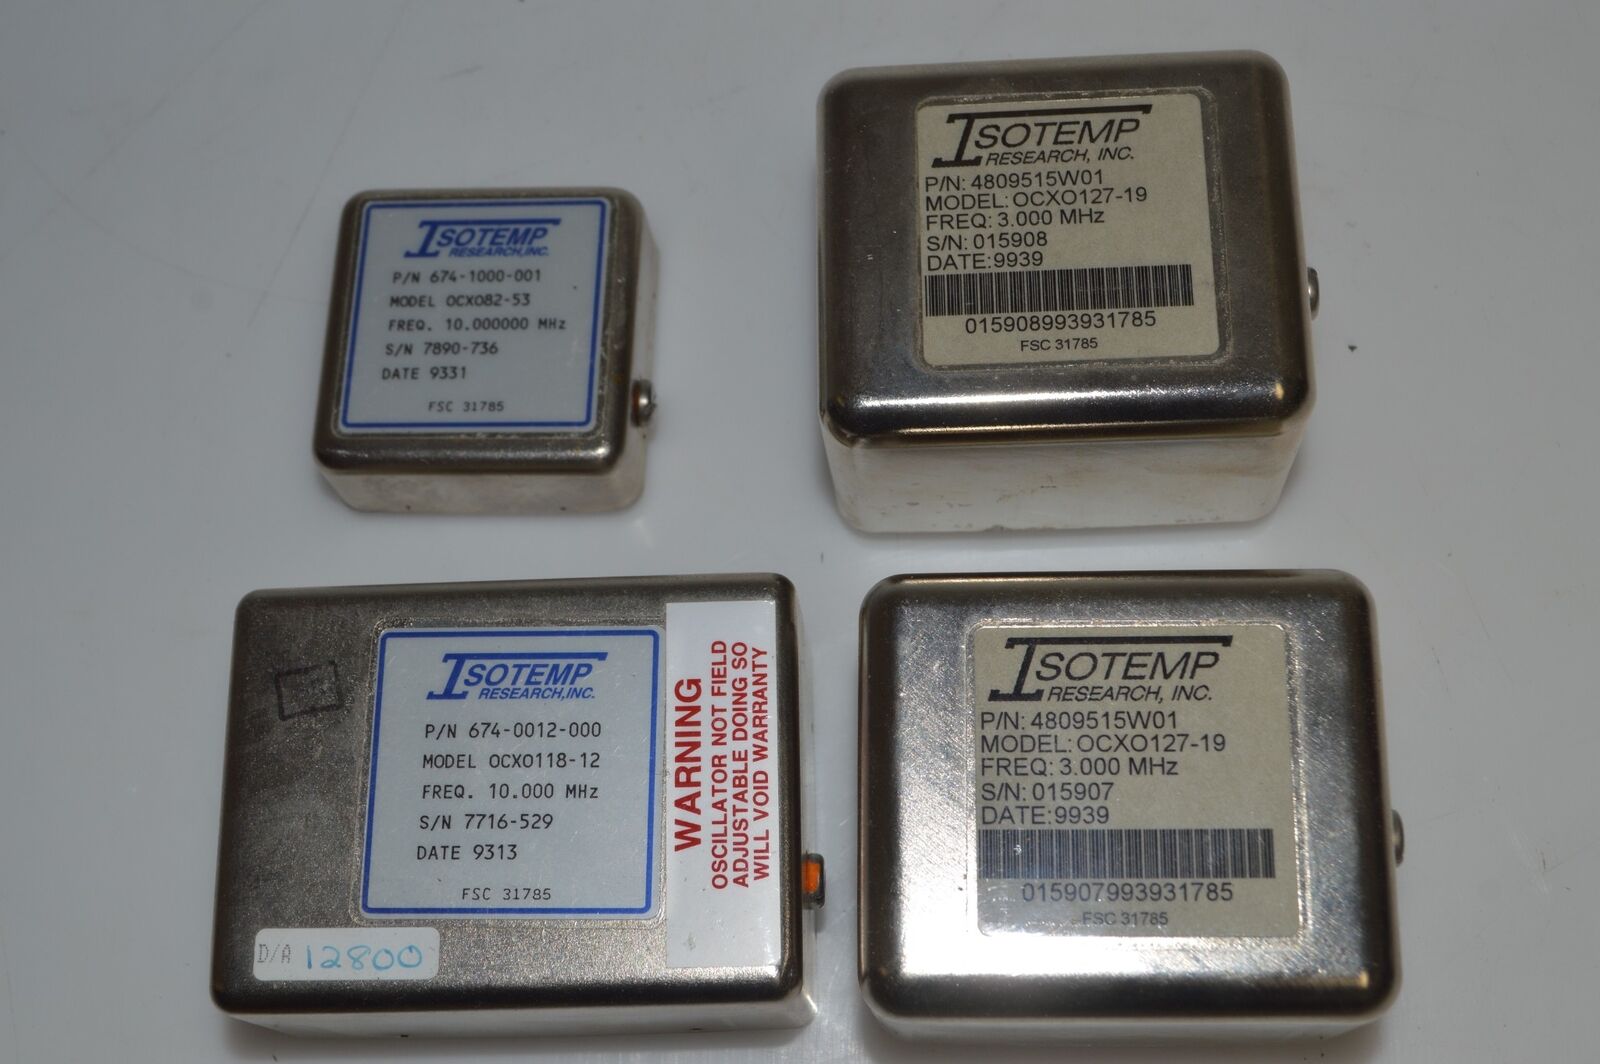 ISOTEMP
RESEARCH, INC.
P/N 674-1000-001
MODEL OCXO82-53
FREQ. 10.000000 MHz
S/N 7890-736
DATE 9331
FSC 31785
ISOTEMP
RESEARCH, INC.
P/N: 4809515W01
MODEL: OCXO127-19
FREQ: 3.000 MHz
S/N: 015908
DATE:9939
015908993931785
FSC 31785
ISOTEMP
RESEARCH, INC.
P/N 674-0012-000
MODEL OCXO118-12
FREQ. 10.000 MHz
S/N 7716-529
DATE 9313
FSC 31785
WARNING
OSCILLATOR NOT FIELD
ADJUSTABLE DOING SO
WILL VOID WARRANTY
D/A 12800
ISOTEMP
RESEARCH, INC.
P/N: 4809515W01
MODEL: OCXO127-19
FREQ: 3.000 MHz
S/N: 015907
DATE:9939
015907993931785
FSC 31785